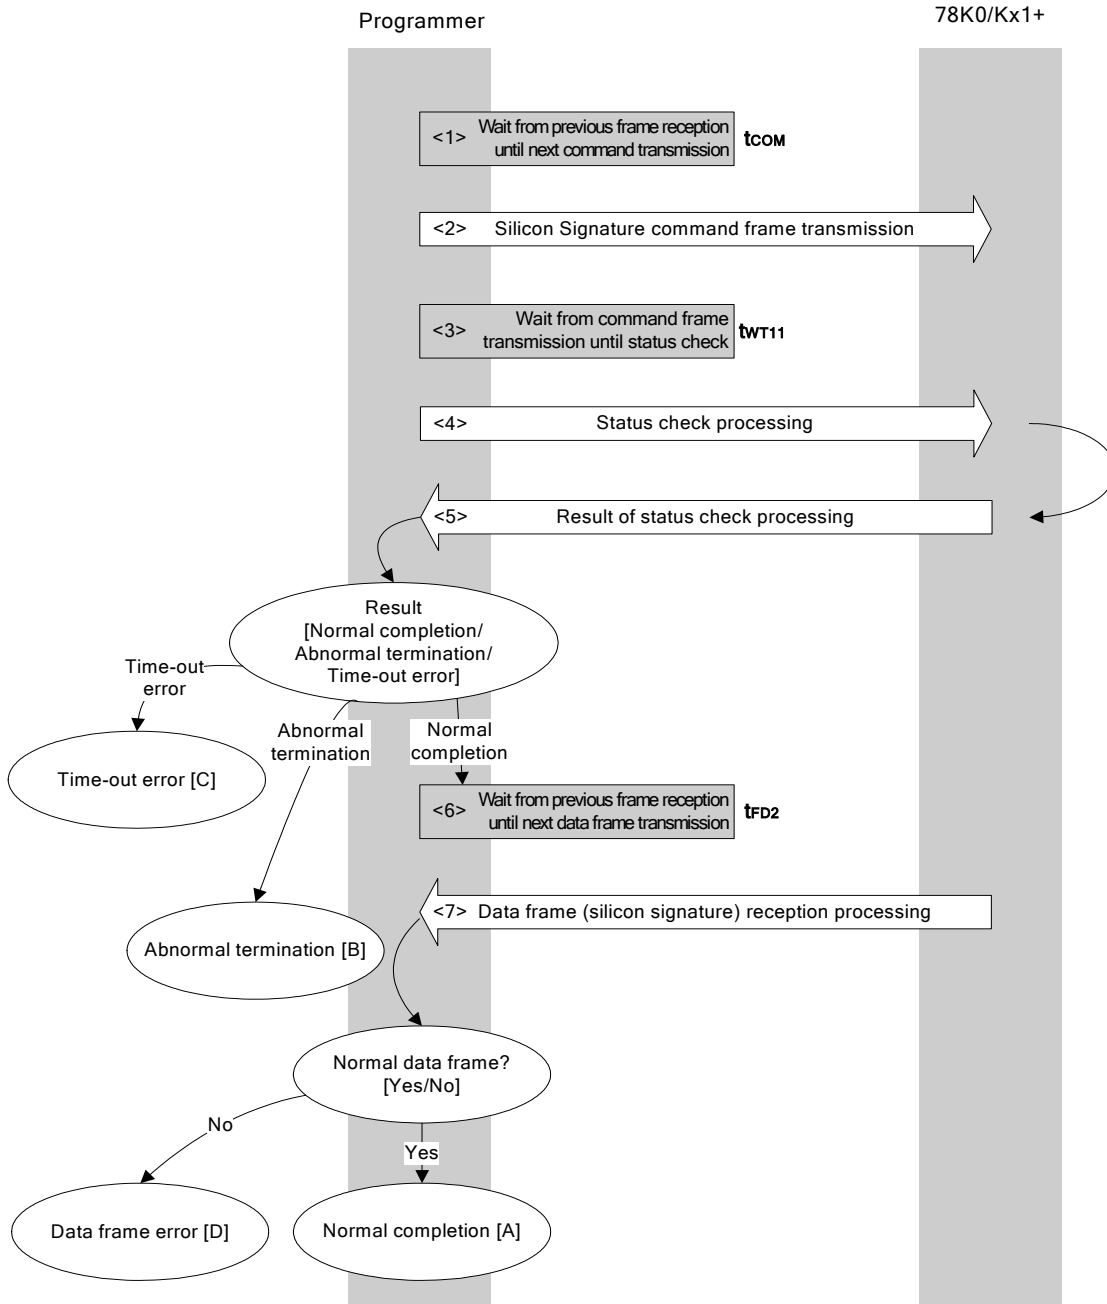 Programmer
78K0/Kx1+
<1> Wait from previous frame reception
until next command transmission
tCOM
<2> Silicon Signature command frame transmission
<3> Wait from command frame
transmission until status check
tWT11
<4> Status check processing
<5> Result of status check processing
Result
[Normal completion/
Abnormal termination/
Time-out error]
Time-out
error
Abnormal
termination
Normal
completion
Time-out error [C]
<6> Wait from previous frame reception
until next data frame transmission
tFD2
<7> Data frame (silicon signature) reception processing
Abnormal termination [B]
Normal data frame?
[Yes/No]
No
Yes
Data frame error [D]
Normal completion [A]